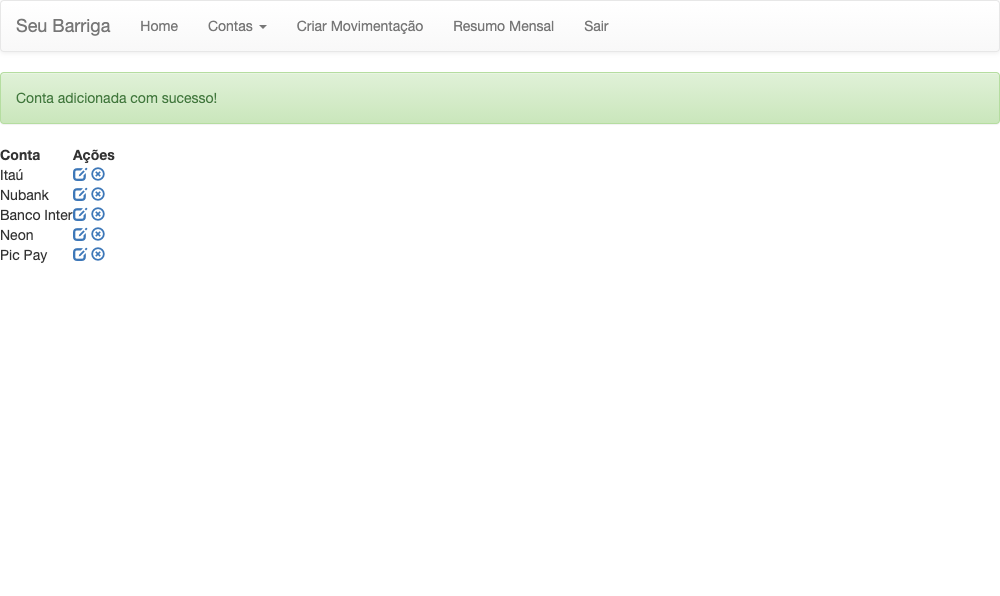 Seu Barriga Home Contas Criar Movimentação Resumo Mensal Sair
Conta adicionada com sucesso!
Conta Ações
Itaú
Nubank
Banco Inter
Neon
Pic Pay